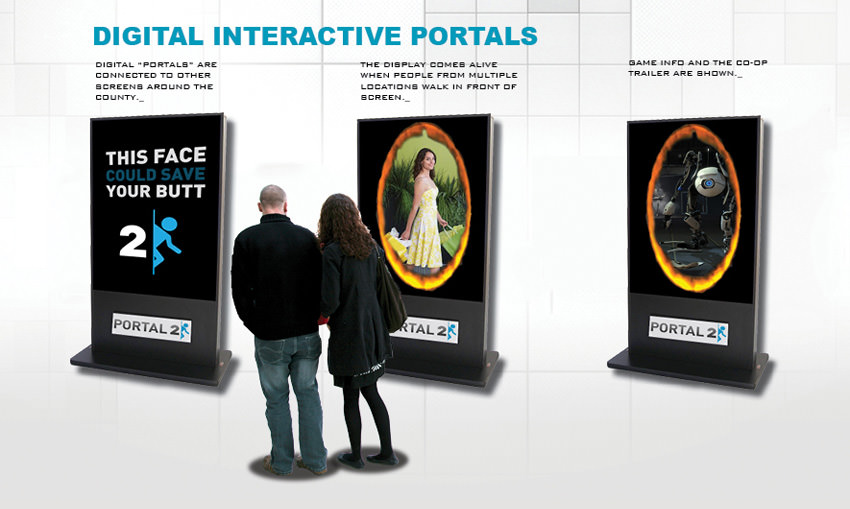 DIGITAL INTERACTIVE PORTALS
DIGITAL "PORTALS" ARE
CONNECTED TO OTHER
SCREENS AROUND THE
COUNTY._
THE DISPLAY COMES ALIVE
WHEN PEOPLE FROM MULTIPLE
LOCATIONS WALK IN FRONT OF
SCREEN._
GAME INFO AND THE CO-OP
TRAILER ARE SHOWN._
THIS FACE
COULD SAVE
YOUR BUTT
2
PORTAL 2
RTAL 2
PORTAL 2